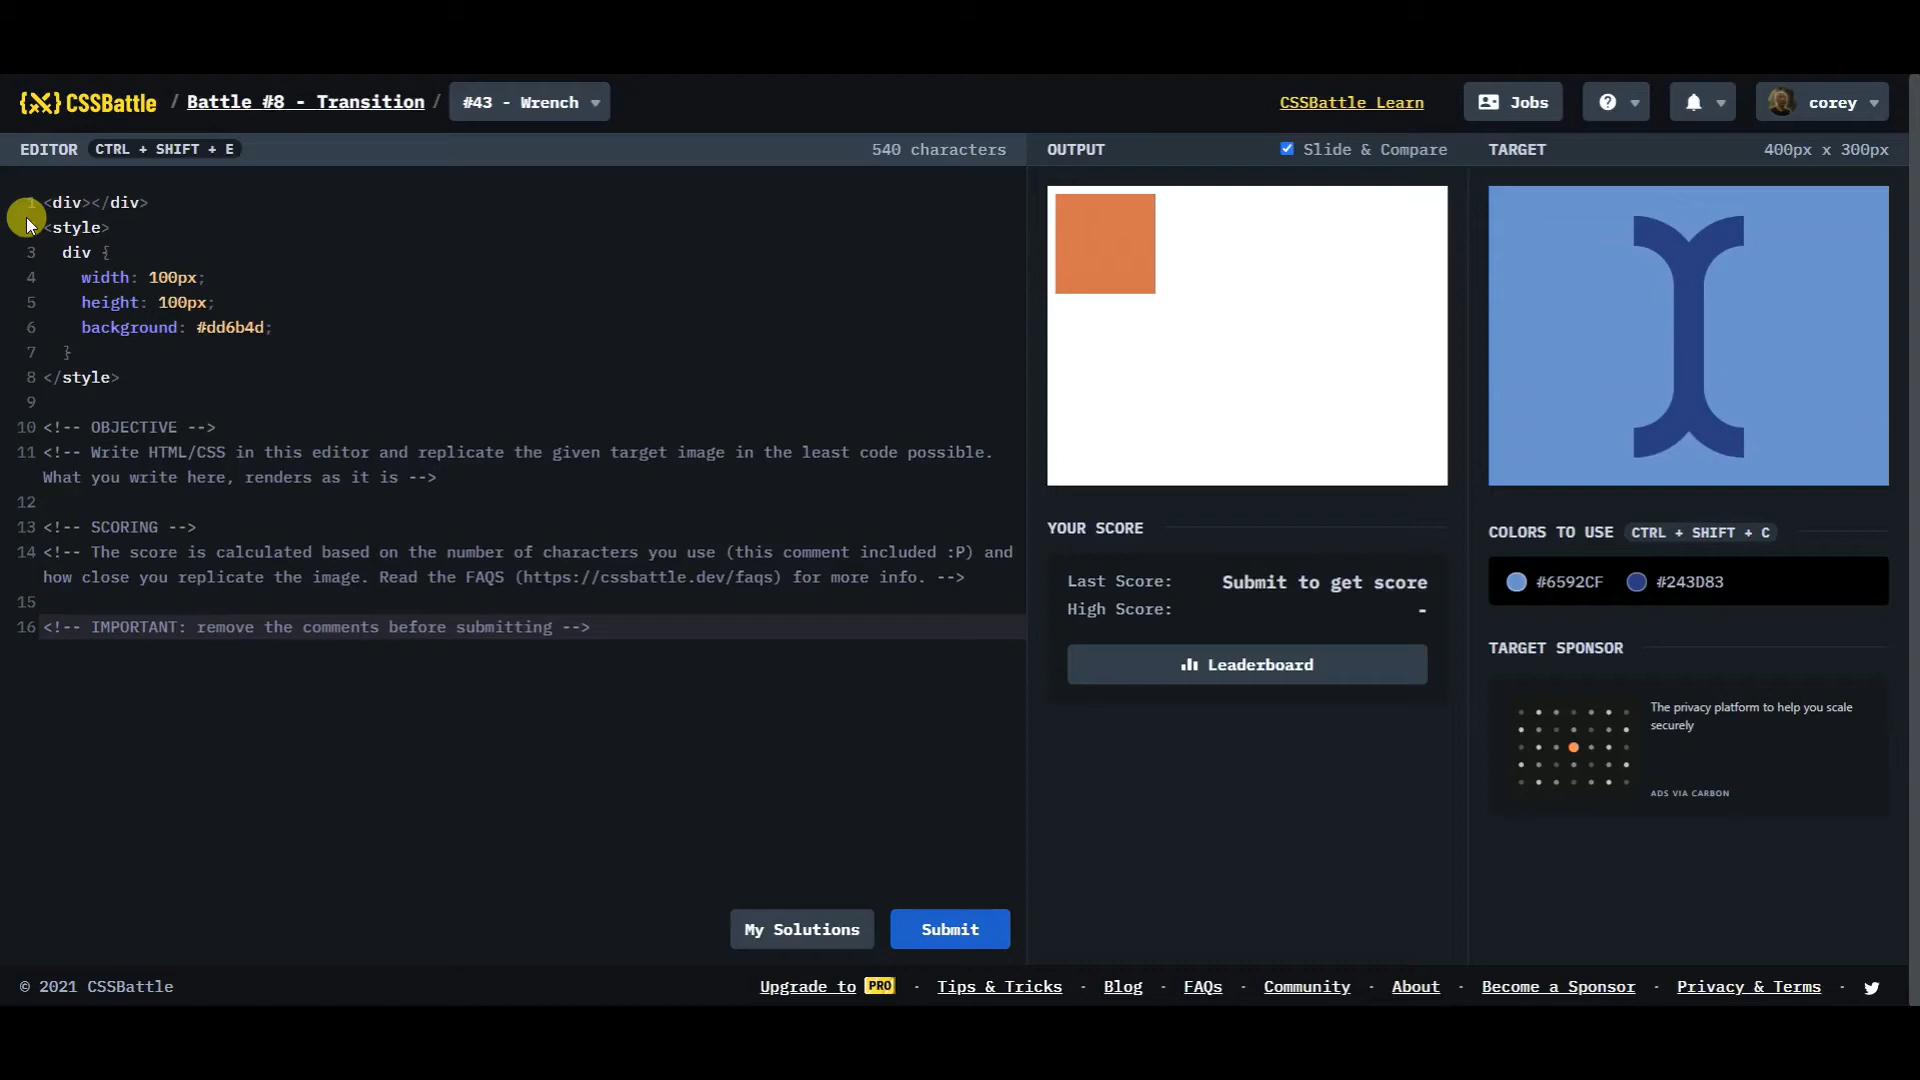 {X} CSSBattle / Battle #8 - Transition / #43 - Wrench
CSSBattle Learn
Jobs
corey
EDITOR CTRL + SHIFT + E
540 characters
OUTPUT
Slide & Compare
TARGET
400px x 300px
1 <div></div>
<style>
3 div {
4 width: 100px;
5 height: 100px;
6 background: #dd6b4d;
7 }
8 </style>
9
10 <!-- OBJECTIVE -->
11 <!-- Write HTML/CSS in this editor and replicate the given target image in the least code possible.
What you write here, renders as it is -->
12
13 <!-- SCORING -->
14 <!-- The score is calculated based on the number of characters you use (this comment included :P) and
how close you replicate the image. Read the FAQS (https://cssbattle.dev/faqs) for more info. -->
15
16 <!-- IMPORTANT: remove the comments before submitting -->
My Solutions
Submit
YOUR SCORE
Last Score: Submit to get score
High Score: -
Leaderboard
COLORS TO USE CTRL + SHIFT + C
#6592CF #243D83
TARGET SPONSOR
The privacy platform to help you scale
securely
ADS VIA CARBON
© 2021 CSSBattle
Upgrade to PRO · Tips & Tricks · Blog · FAQs · Community · About · Become a Sponsor · Privacy & Terms ·